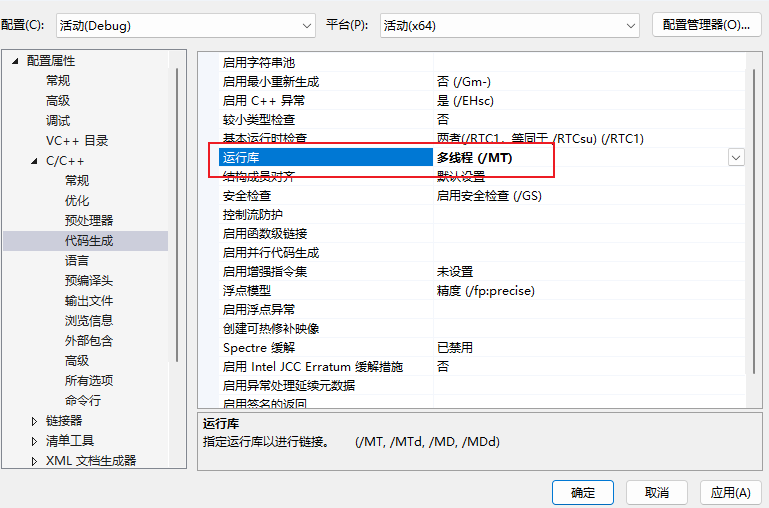 配置(C): 活动(Debug) 平台(P): 活动(x64) 配置管理器(O)...
配置属性
常规
高级
调试
VC++ 目录
C/C++
常规
优化
预处理器
代码生成
语言
预编译头
输出文件
浏览信息
外部包含
高级
所有选项
命令行
链接器
清单工具
XML 文档生成器
启用字符串池
启用最小重新生成 否 (/Gm-)
启用 C++ 异常 是 (/EHsc)
较小类型检查 否
基本运行时检查 两者(/RTC1，等同于 /RTCsu) (/RTC1)
运行库 多线程 (/MT)
结构成员对齐 默认设置
安全检查 启用安全检查 (/GS)
控制流防护
启用函数级链接
启用并行代码生成
启用增强指令集 未设置
浮点模型 精度 (/fp:precise)
启用浮点异常
创建可热修补映像
Spectre 缓解 已禁用
启用 Intel JCC Erratum 缓解措施 否
启用异常处理延续元数据
启用签名的返回
运行库
指定运行库以进行链接。 (/MT, /MTd, /MD, /MDd)
确定 取消 应用(A)